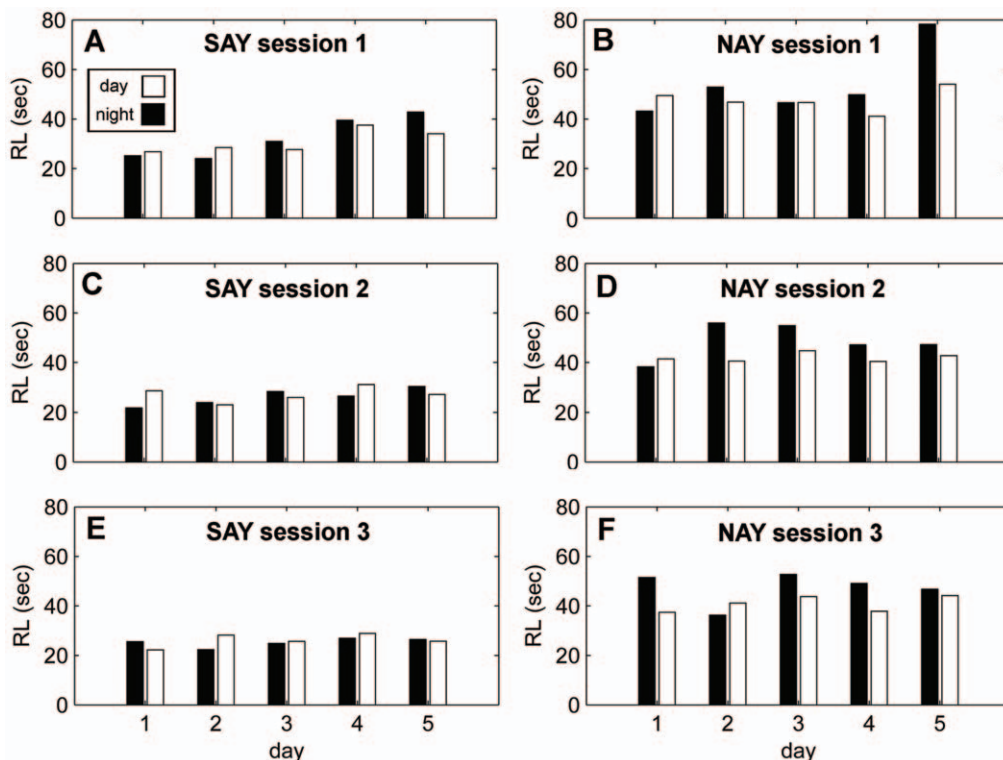 A
SAY session 1
day
night
RL (sec)
80
60
40
20
0
B
NAY session 1
RL (sec)
80
60
40
20
0
C
SAY session 2
RL (sec)
80
60
40
20
0
D
NAY session 2
RL (sec)
80
60
40
20
0
E
SAY session 3
RL (sec)
80
60
40
20
0
1 2 3 4 5
day
F
NAY session 3
RL (sec)
80
60
40
20
0
1 2 3 4 5
day